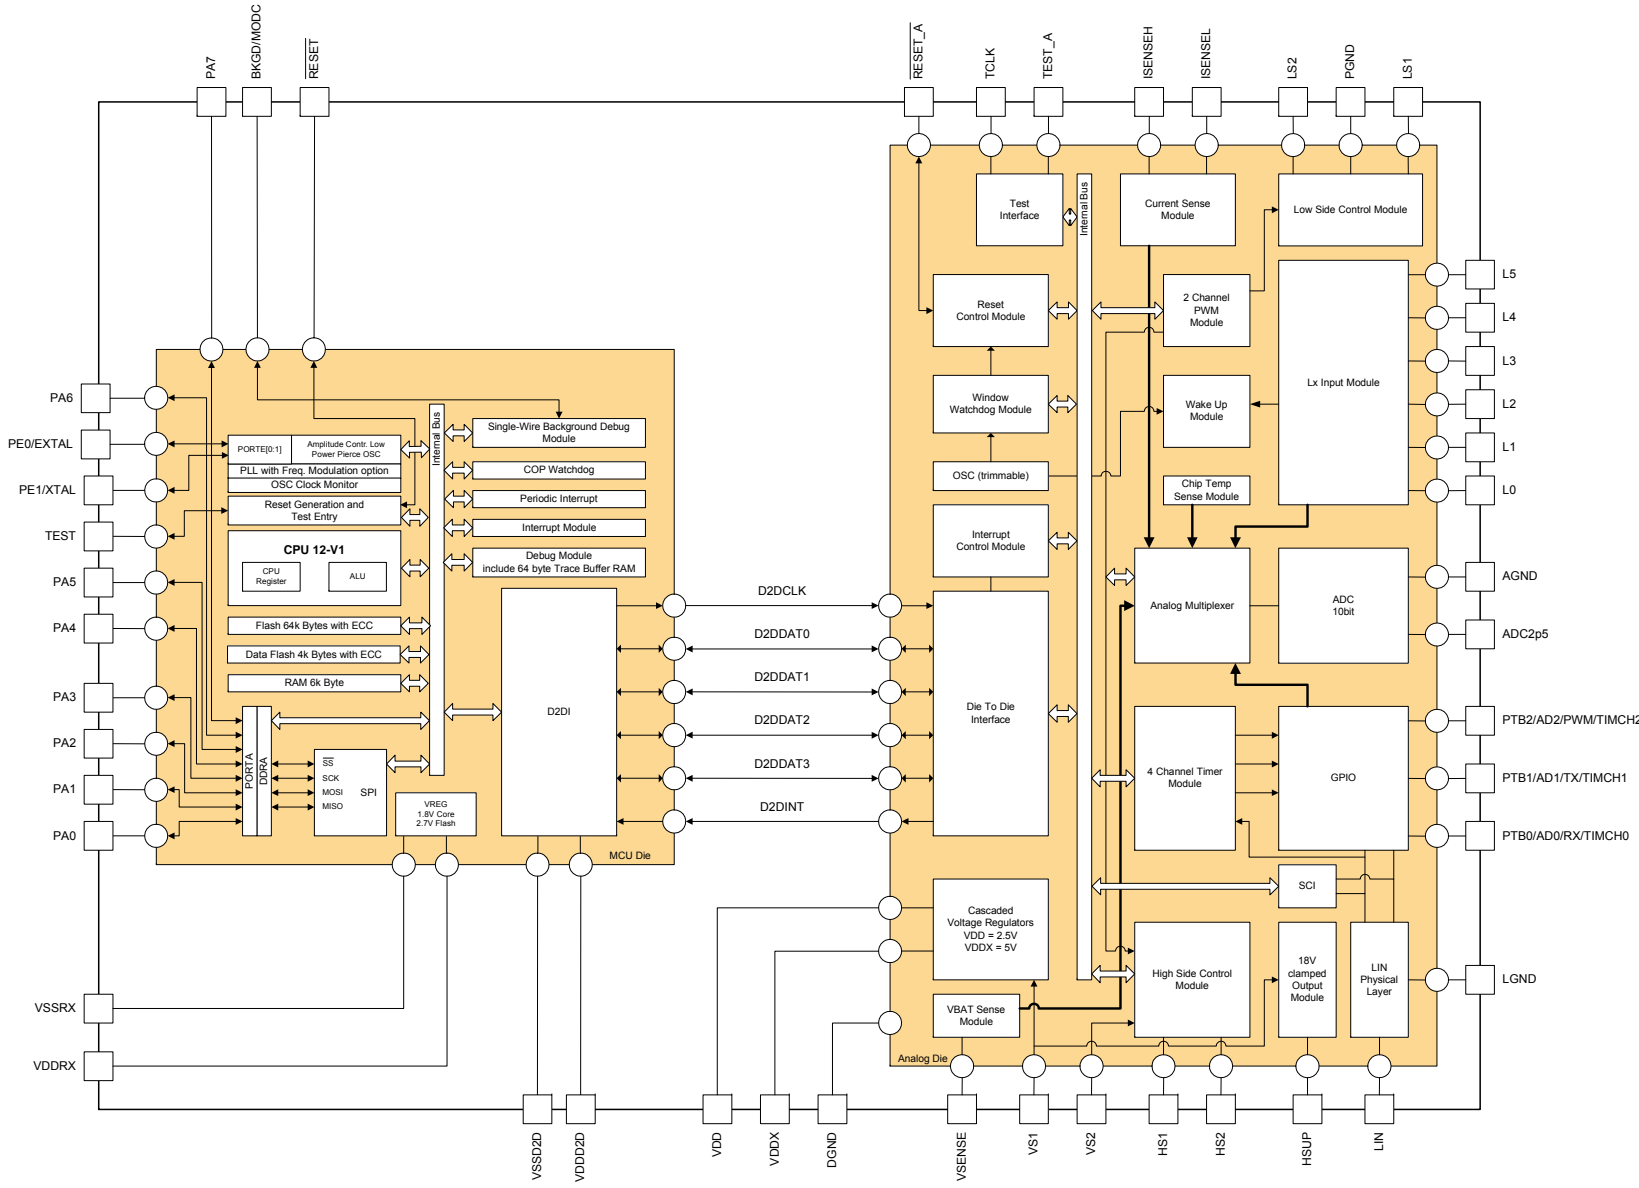 PA7
BKGD/MODC
RESET
RESET_A
TCLK
TEST_A
ISENSEH
ISENSEL
LS2
PGND
LS1
PA6
PE0/EXTAL
PE1/XTAL
TEST
PA5
PA4
PA3
PA2
PA1
PA0
VSSRX
VDDRX
PORTE[0:1]
Amplitude Contr. Low
Power Pierce OSC
PLL with Freq. Modulation option
OSC Clock Monitor
Reset Generation and
Test Entry
CPU 12-V1
CPU
Register
ALU
Flash 64k Bytes with ECC
Data Flash 4k Bytes with ECC
RAM 6k Byte
PORTA
DDRA
SS
SCK
MOSI
MISO
SPI
Internal Bus
Single-Wire Background Debug
Module
COP Watchdog
Periodic Interrupt
Interrupt Module
Debug Module
include 64 byte Trace Buffer RAM
D2DI
VREG
1.8V Core
2.7V Flash
MCU Die
D2DCLK
D2DDAT0
D2DDAT1
D2DDAT2
D2DDAT3
D2DINT
Test
Interface
Internal Bus
Current Sense
Module
Low Side Control Module
Reset
Control Module
2 Channel
PWM
Module
Lx Input Module
Window
Watchdog Module
Wake Up
Module
OSC (trimmable)
Chip Temp
Sense Module
Interrupt
Control Module
Analog Multiplexer
ADC
10bit
Die To Die
Interface
4 Channel Timer
Module
GPIO
SCI
Cascaded
Voltage Regulators
VDD = 2.5V
VDDX = 5V
High Side Control
Module
18V
clamped
Output
Module
LIN
Physical
Layer
VBAT Sense
Module
Analog Die
L5
L4
L3
L2
L1
L0
AGND
ADC2p5
PTB2/AD2/PWM/TIMCH2
PTB1/AD1/TX/TIMCH1
PTB0/AD0/RX/TIMCH0
LGND
VSSD2D
VDDD2D
VDD
VDDX
DGND
VSENSE
VS1
VS2
HS1
HS2
HSUP
LIN